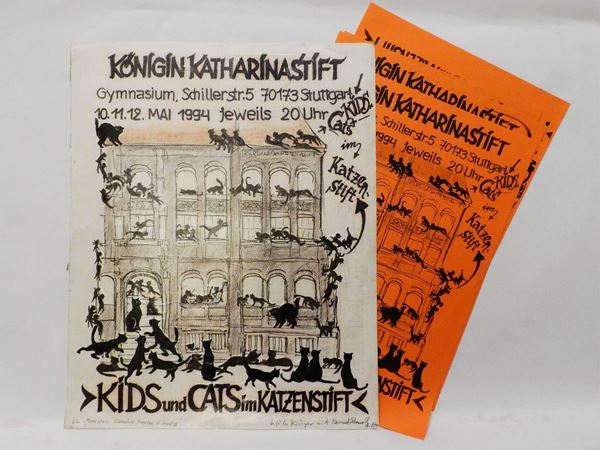 KÖNIGIN KATHARINASTIFT
Gymnasium, Schillerstr. 5 70173 Stuttgart
10. 11. 12. MAI 1994 jeweils 20 Uhr
KIDS
Cats
im
Katzen-
stift
>KIDS und CATS im KATZENSTIFT<
KÖNIGIN KATHARINASTIFT
KATHARINASTIFT
Schillerstr. 5 70173 Stuttgart
1994 jeweils 20 Uhr
KIDS
Cats
im
Katzen-
stift
KATZENSTIFT<